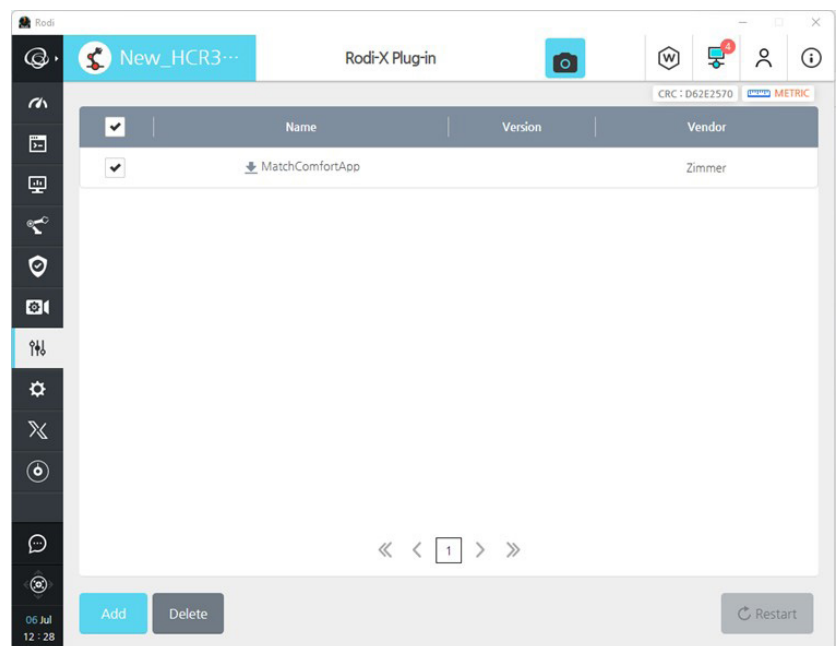 Rodi
New_HCR3···
Rodi-X Plug-in
W
4
CRC : D62E2570
METRIC
Name
Version
Vendor
MatchComfortApp
Zimmer
1
Add
Delete
Restart
06 Jul
12 : 28